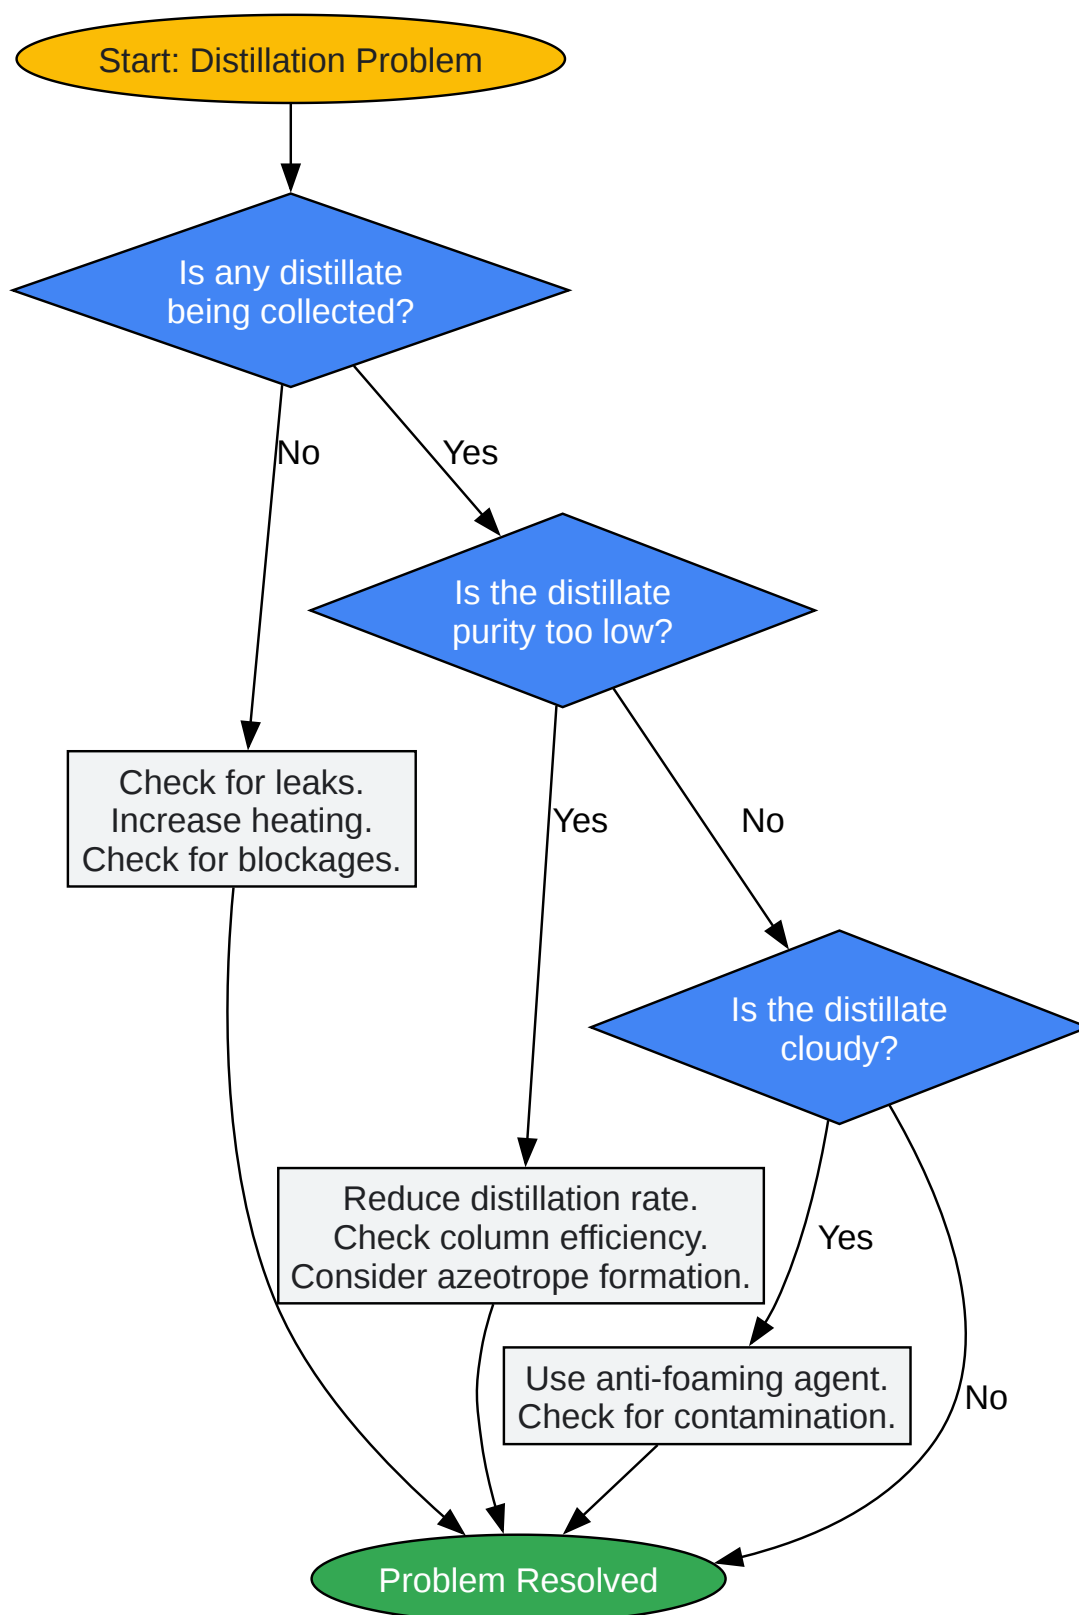 Start: Distillation Problem
Is any distillate
being collected?
No
Yes
Is the distillate
purity too low?
Check for leaks.
Increase heating.
Check for blockages.
Yes
No
Is the distillate
cloudy?
Reduce distillation rate.
Check column efficiency.
Consider azeotrope formation.
Yes
Use anti-foaming agent.
Check for contamination.
No
Problem Resolved